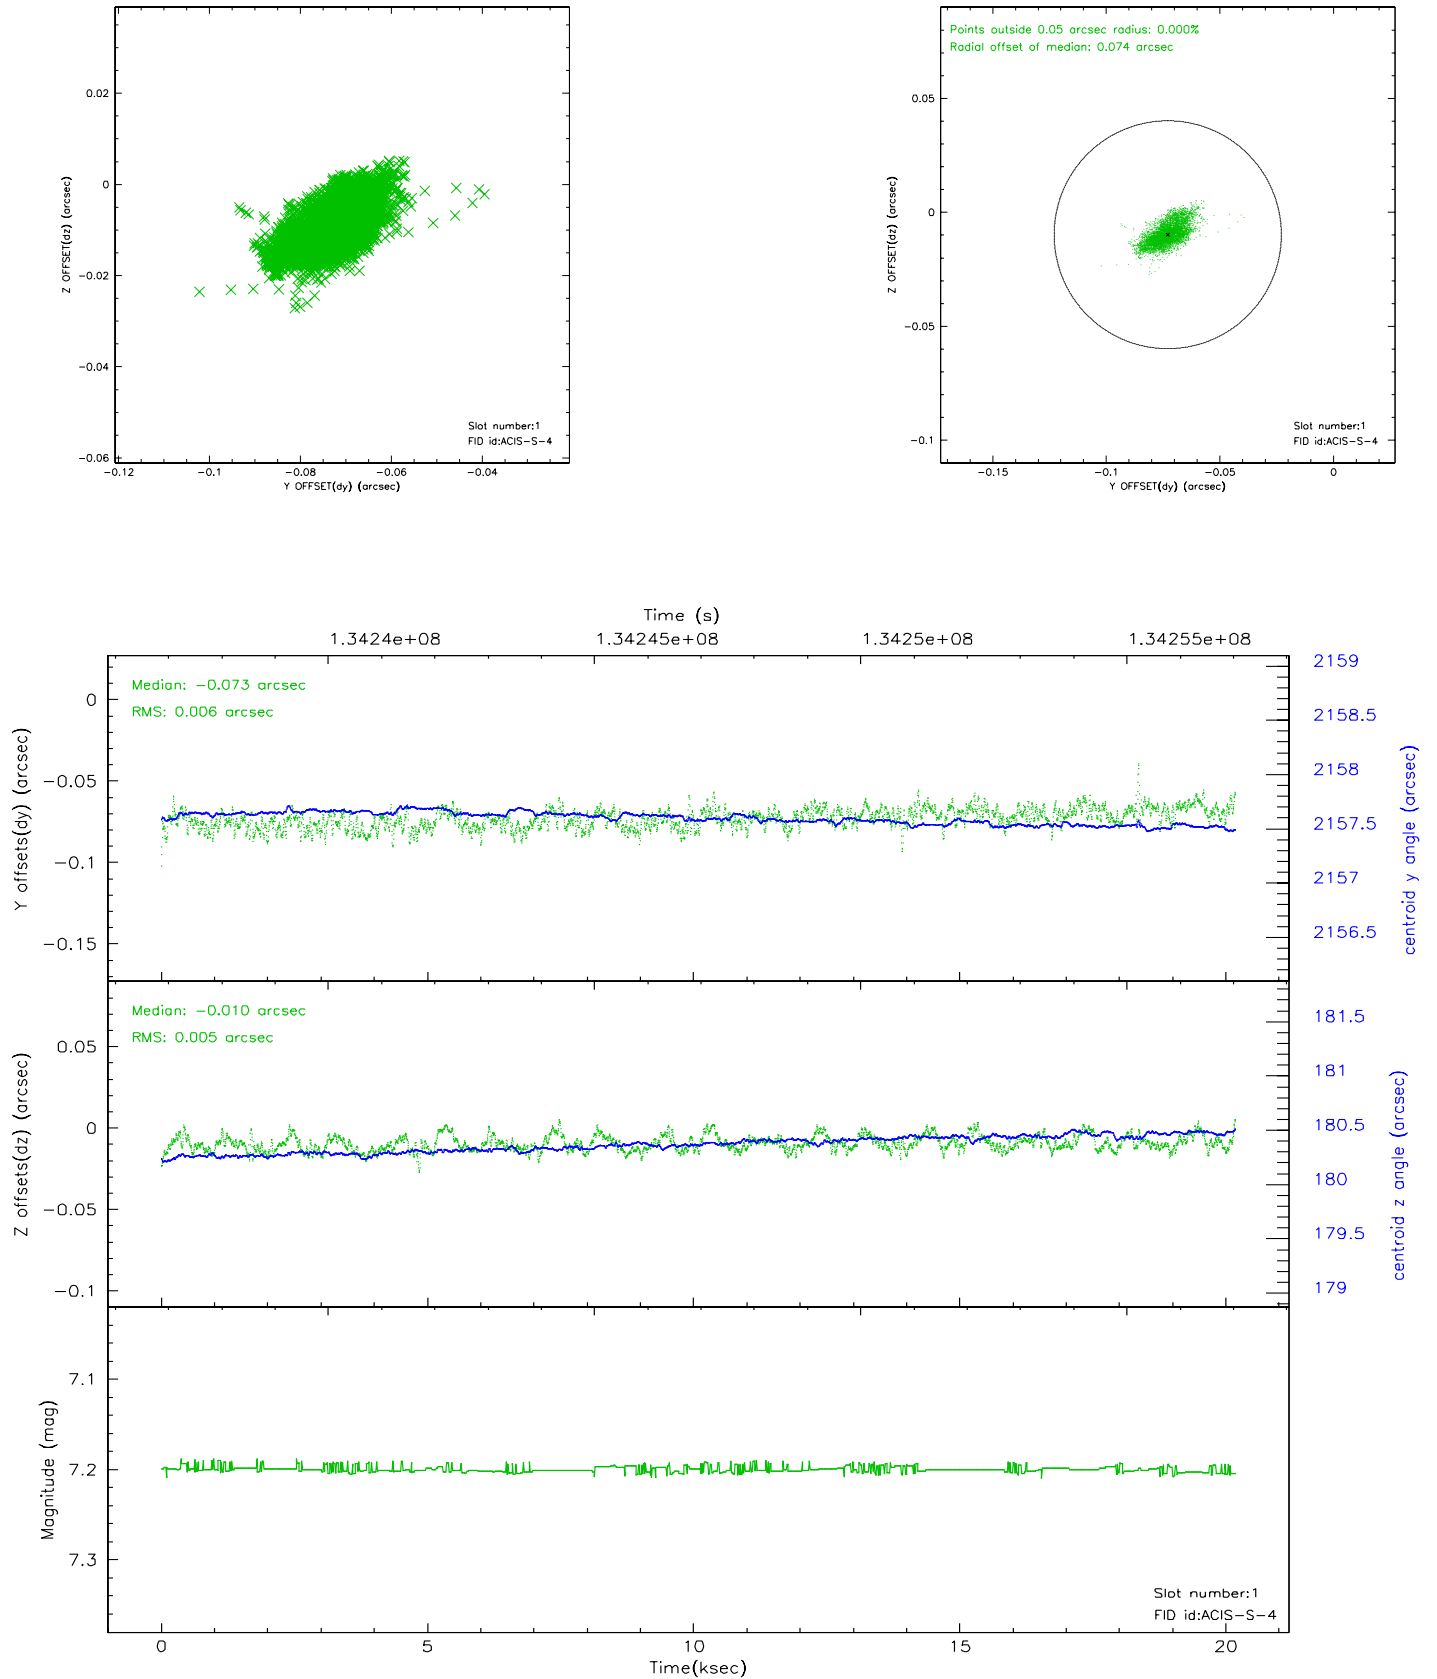 0.02
0
-0.02
-0.04
-0.06
Z OFFSET(dz) (arcsec)
Slot number:1
FID id:ACIS-S-4
-0.12 -0.1 -0.08 -0.06 -0.04
Y OFFSET(dy) (arcsec)
Points outside 0.05 arcsec radius: 0.000%
Radial offset of median: 0.074 arcsec
0.05
0
-0.05
-0.1
Z OFFSET(dz) (arcsec)
Slot number:1
FID id:ACIS-S-4
-0.15 -0.1 -0.05 0
Y OFFSET(dy) (arcsec)
Time (s)
1.3424e+08 1.34245e+08 1.3425e+08 1.34255e+08
Median: -0.073 arcsec
RMS: 0.006 arcsec
0
-0.05
-0.1
-0.15
Y offsets(dy) (arcsec)
2159
2158.5
2158
2157.5
2157
2156.5
centroid y angle (arcsec)
Median: -0.010 arcsec
RMS: 0.005 arcsec
0.05
0
-0.05
-0.1
Z offsets(dz) (arcsec)
181.5
181
180.5
180
179.5
179
centroid z angle (arcsec)
7.1
7.2
7.3
Magnitude (mag)
Slot number:1
FID id:ACIS-S-4
0 5 10 15 20
Time(ksec)